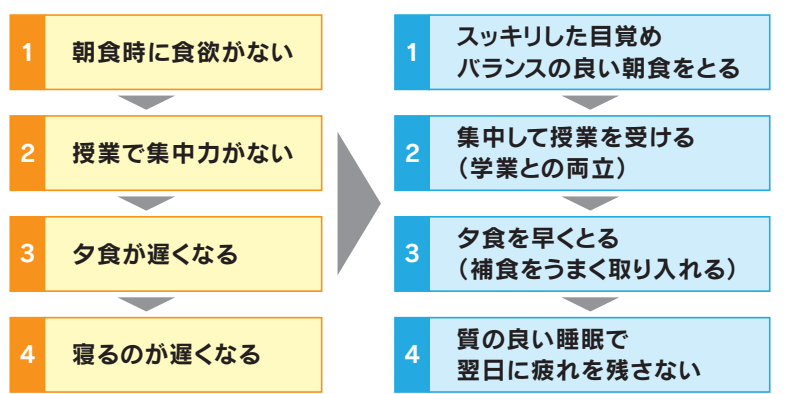 1
朝食時に食欲がない
2
授業で集中力がない
3
夕食が遅くなる
4
寝るのが遅くなる
1
スッキリした目覚め
バランスの良い朝食をとる
2
集中して授業を受ける
（学業との両立）
3
夕食を早くとる
（補食をうまく取り入れる）
4
質の良い睡眠で
翌日に疲れを残さない